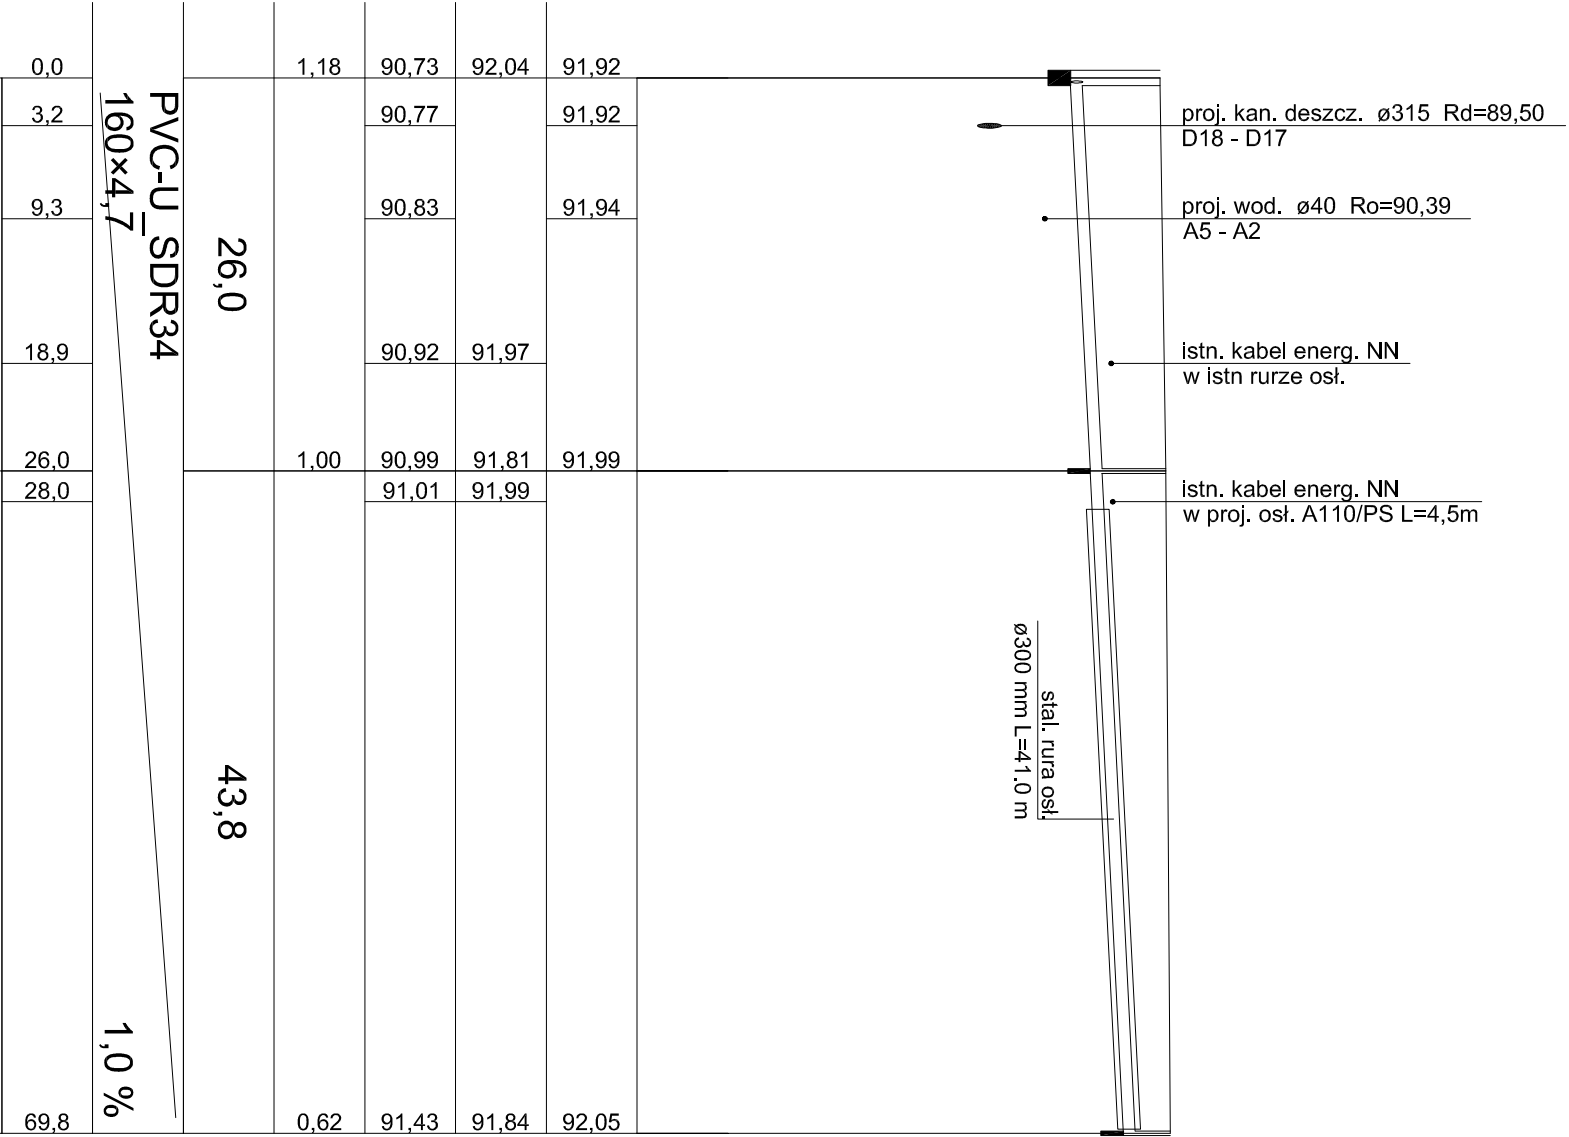 0,0 1,18 90,73 92,04 91,92
3,2 90,77 91,92
9,3 90,83 91,94
18,9 90,92 91,97
26,0 1,00 90,99 91,81 91,99
28,0 91,01 91,99
69,8 0,62 91,43 91,84 92,05
PVC-U_SDR34
160×4,7
1,0 %
26,0
43,8
proj. kan. deszcz. ø315 Rd=89,50
D18 - D17
proj. wod. ø40 Ro=90,39
A5 - A2
istn. kabel energ. NN
w istn rurze osł.
istn. kabel energ. NN
w proj. osł. A110/PS L=4,5m
stal. rura osł.
ø300 mm L=41.0 m